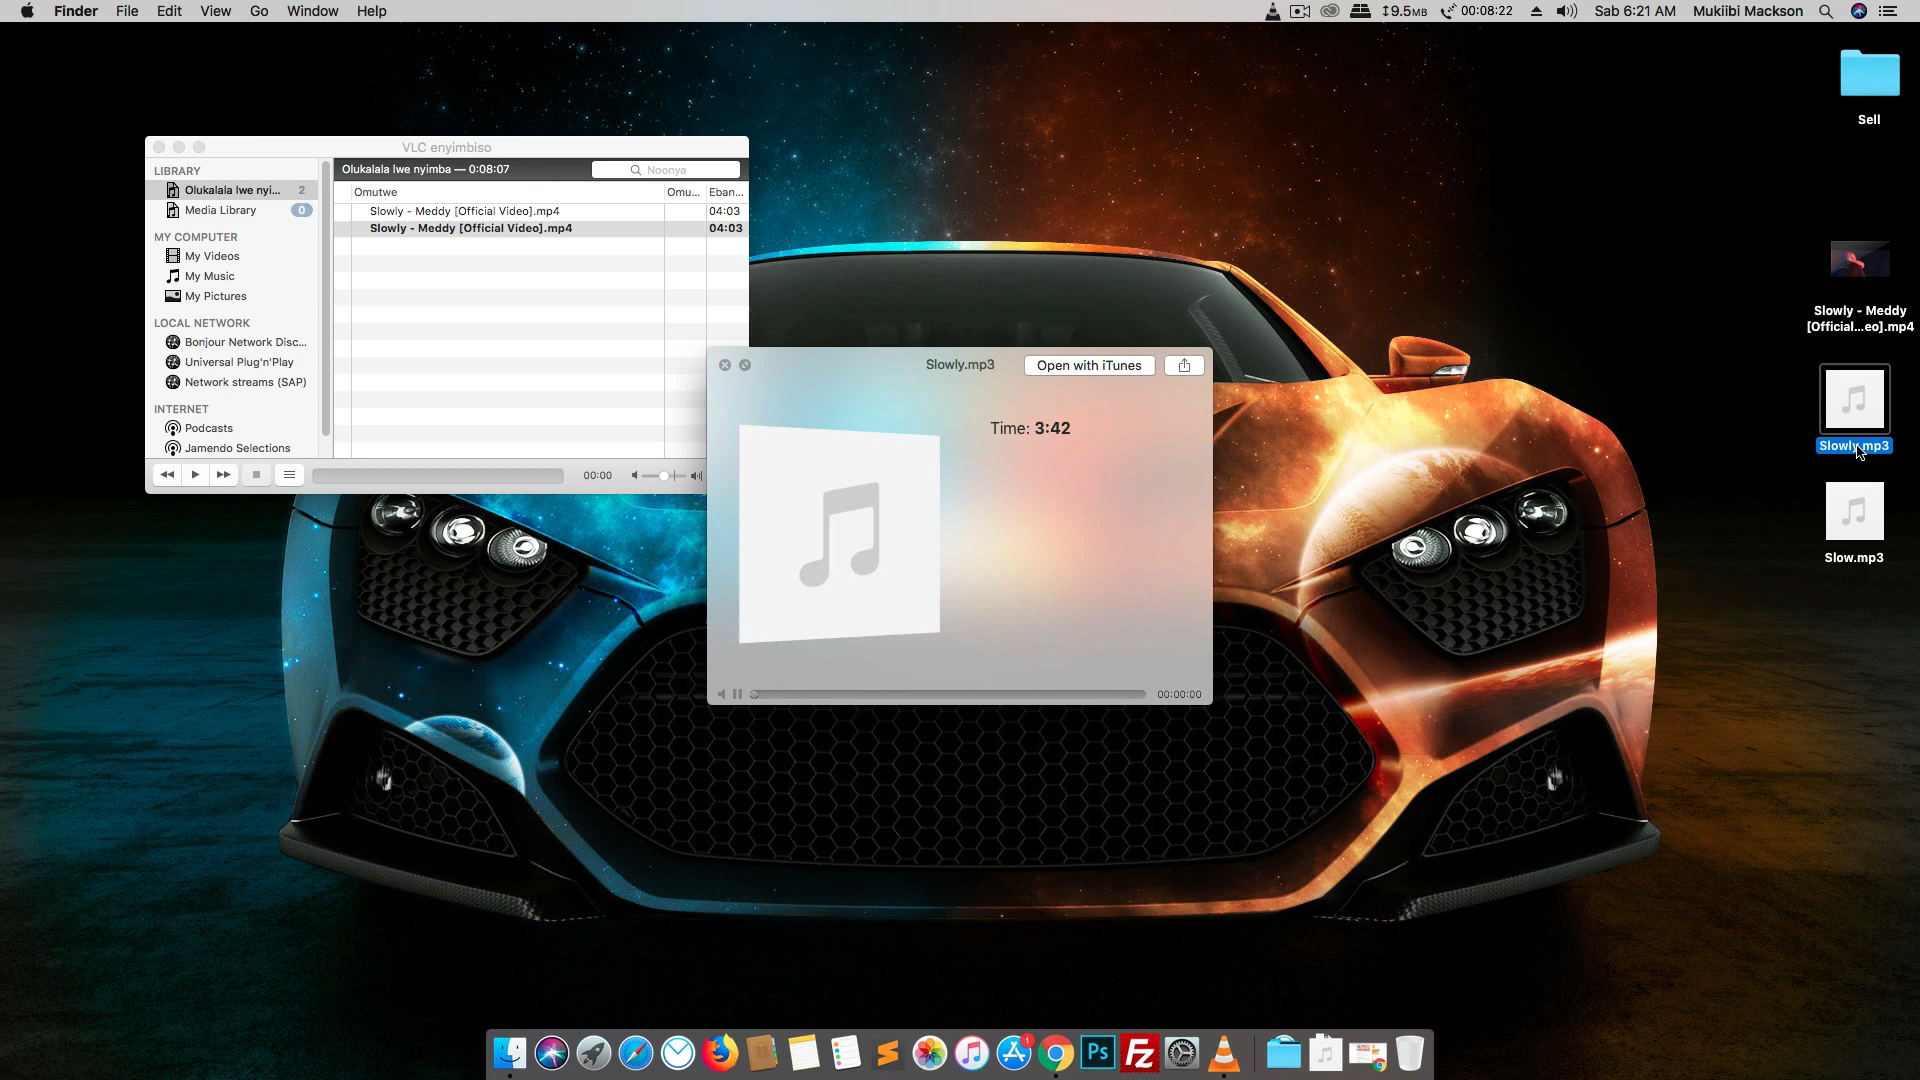 Finder File Edit View Go Window Help
9.5MB 00:08:22 Sab 6:21 AM Mukiibi Mackson
Sell
VLC enyimbiso
LIBRARY
Olukalala lwe nyi... 2
Media Library 0
MY COMPUTER
My Videos
My Music
My Pictures
LOCAL NETWORK
Bonjour Network Disc...
Universal Plug'n'Play
Network streams (SAP)
INTERNET
Podcasts
Jamendo Selections
Olukalala lwe nyimba — 0:08:07
Noonya
Omutwe Omu... Eban...
Slowly - Meddy [Official Video].mp4 04:03
Slowly - Meddy [Official Video].mp4 04:03
00:00
Slowly.mp3
Open with iTunes
Time: 3:42
00:00:00
Slowly - Meddy
[Official...eo].mp4
Slowly.mp3
Slow.mp3
1
Ps
Fz